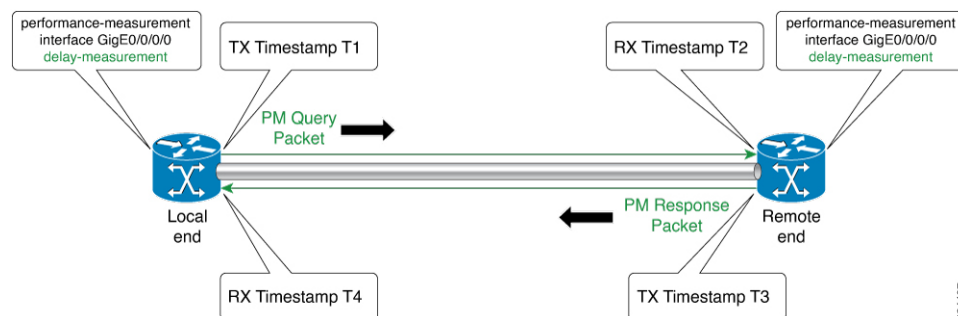 performance-measurement
interface GigE0/0/0/0
delay-measurement
TX Timestamp T1
RX Timestamp T2
performance-measurement
interface GigE0/0/0/0
delay-measurement
PM Query
Packet
Local
end
PM Response
Packet
Remote
end
RX Timestamp T4
TX Timestamp T3